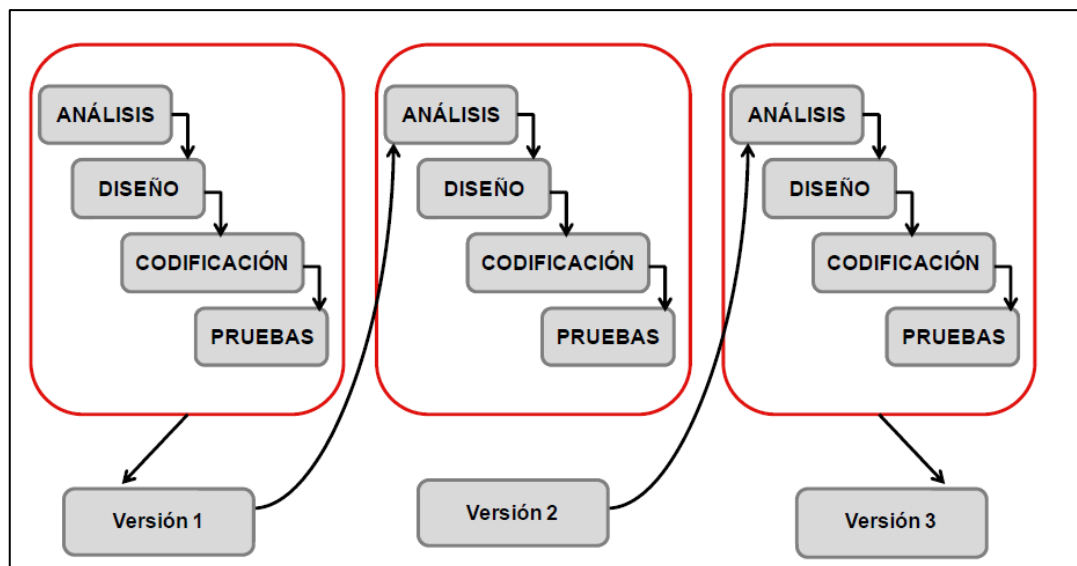 ANÁLISIS
DISEÑO
CODIFICACIÓN
PRUEBAS
ANÁLISIS
DISEÑO
CODIFICACIÓN
PRUEBAS
ANÁLISIS
DISEÑO
CODIFICACIÓN
PRUEBAS
Versión 1
Versión 2
Versión 3